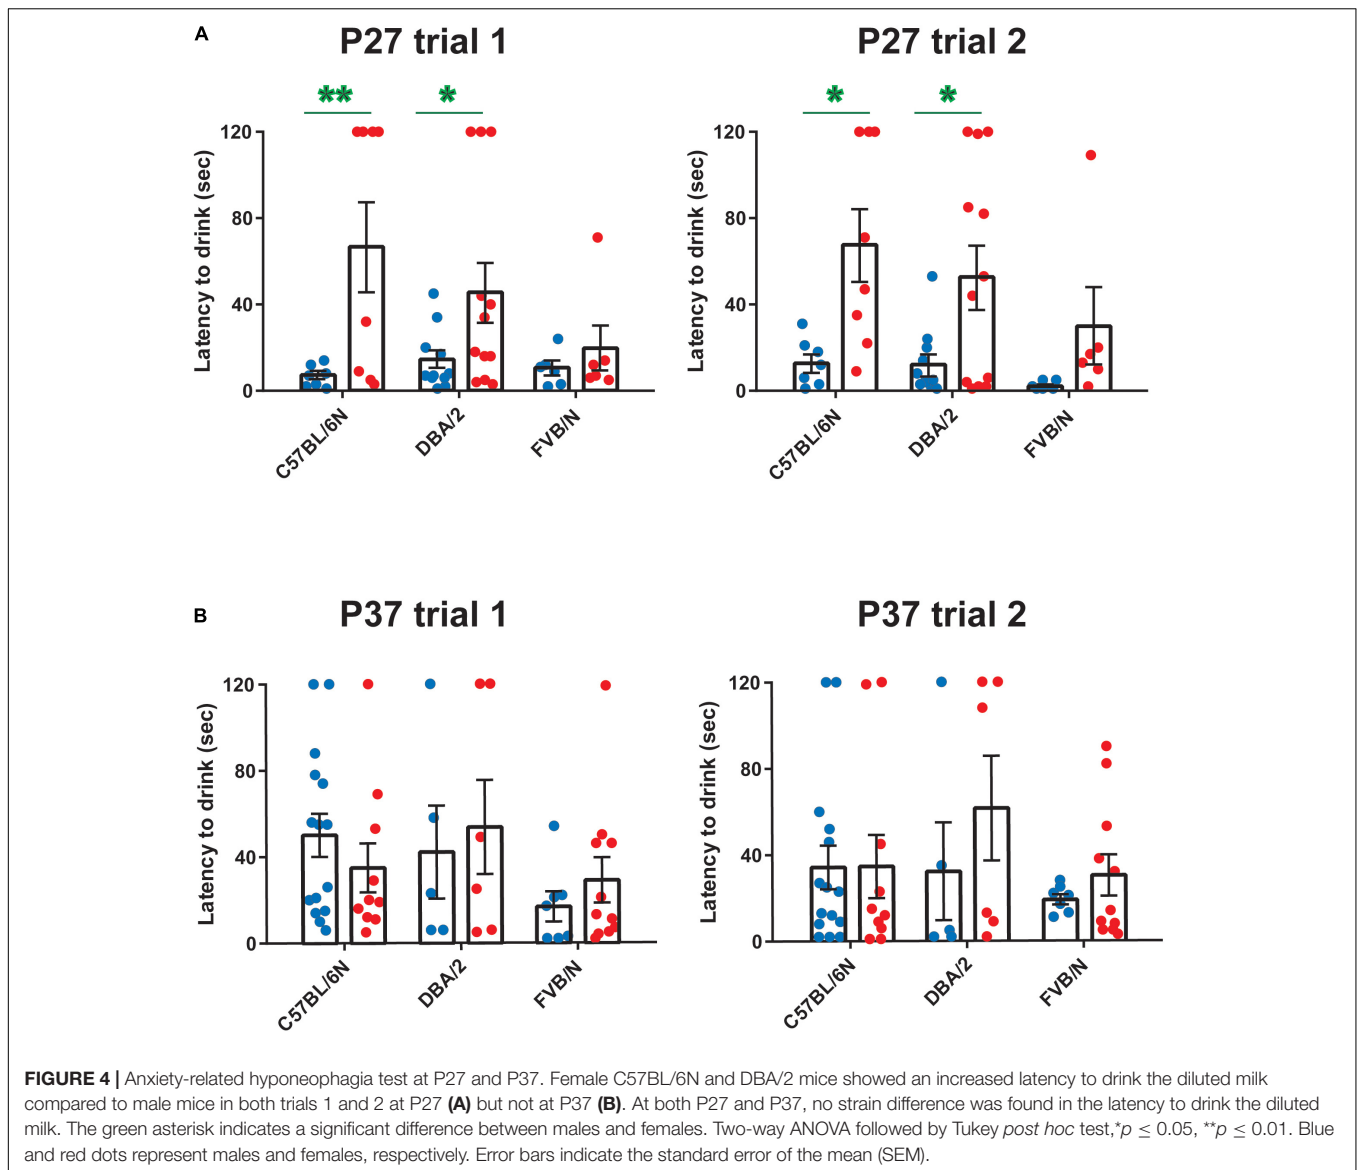 A
P27 trial 1
P27 trial 2
** *
* *
Latency to drink (sec)
120
80
40
0
C57BL/6N
DBA/2
FVB/N
Latency to drink (sec)
120
80
40
0
C57BL/6N
DBA/2
FVB/N
B
P37 trial 1
P37 trial 2
Latency to drink (sec)
120
80
40
0
C57BL/6N
DBA/2
FVB/N
Latency to drink (sec)
120
80
40
0
C57BL/6N
DBA/2
FVB/N
FIGURE 4 | Anxiety-related hyponeophagia test at P27 and P37. Female C57BL/6N and DBA/2 mice showed an increased latency to drink the diluted milk
compared to male mice in both trials 1 and 2 at P27 (A) but not at P37 (B). At both P27 and P37, no strain difference was found in the latency to drink the diluted
milk. The green asterisk indicates a significant difference between males and females. Two-way ANOVA followed by Tukey post hoc test,*p ≤ 0.05, **p ≤ 0.01. Blue
and red dots represent males and females, respectively. Error bars indicate the standard error of the mean (SEM).